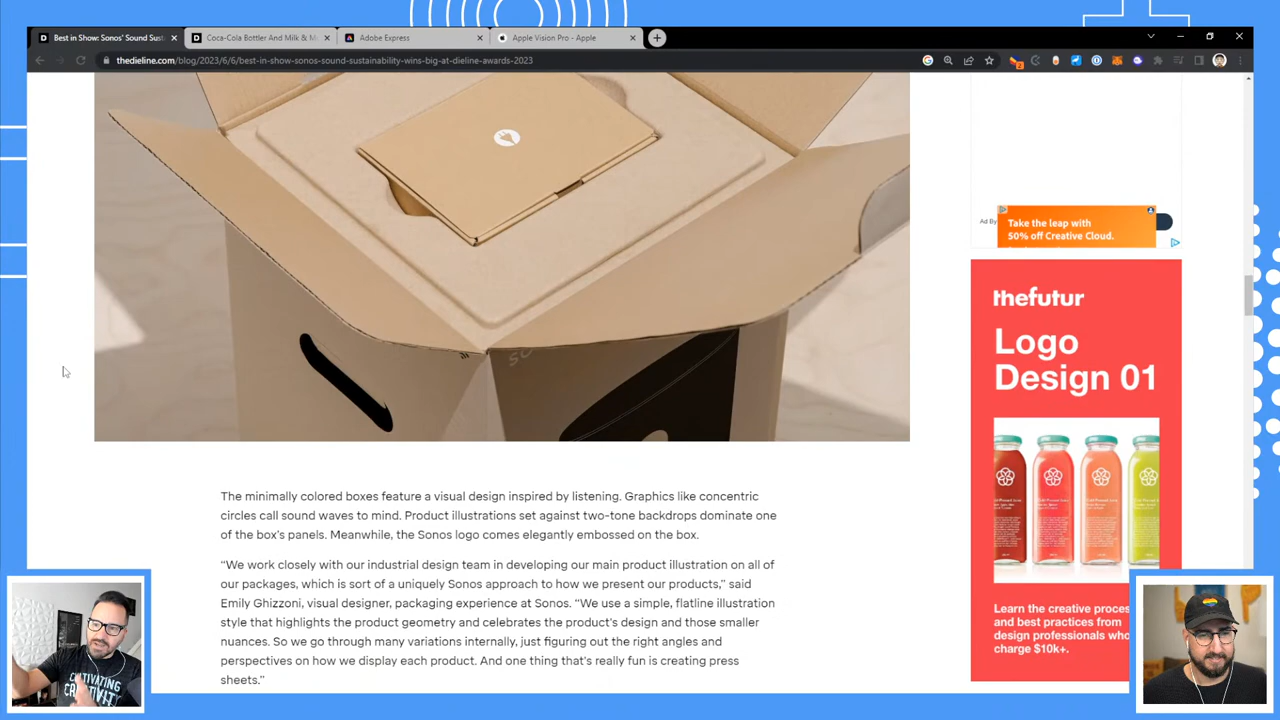 Best in Show: Sonos' Sound Sust
Coca-Cola Bottler And Milk & M
Adobe Express
Apple Vision Pro - Apple
thedieline.com/blog/2023/6/6/best-in-show-sonos-sound-sustainability-wins-big-at-dieline-awards-2023
Ad By
Take the leap with
50% off Creative Cloud.
thefutur
Logo
Design 01
Learn the creative proces
and best practices from
design professionals who
charge $10k+.
The minimally colored boxes feature a visual design inspired by listening. Graphics like concentric
circles call sound waves to mind. Product illustrations set against two-tone backdrops dominate one
of the box's panels. Meanwhile, the Sonos logo comes elegantly embossed on the box.
“We work closely with our industrial design team in developing our main product illustration on all of
our packages, which is sort of a uniquely Sonos approach to how we present our products,” said
Emily Ghizzoni, visual designer, packaging experience at Sonos. “We use a simple, flatline illustration
style that highlights the product geometry and celebrates the product's design and those smaller
nuances. So we go through many variations internally, just figuring out the right angles and
perspectives on how we display each product. And one thing that's really fun is creating press
sheets.”
CULTIVATING
CREATIVITY